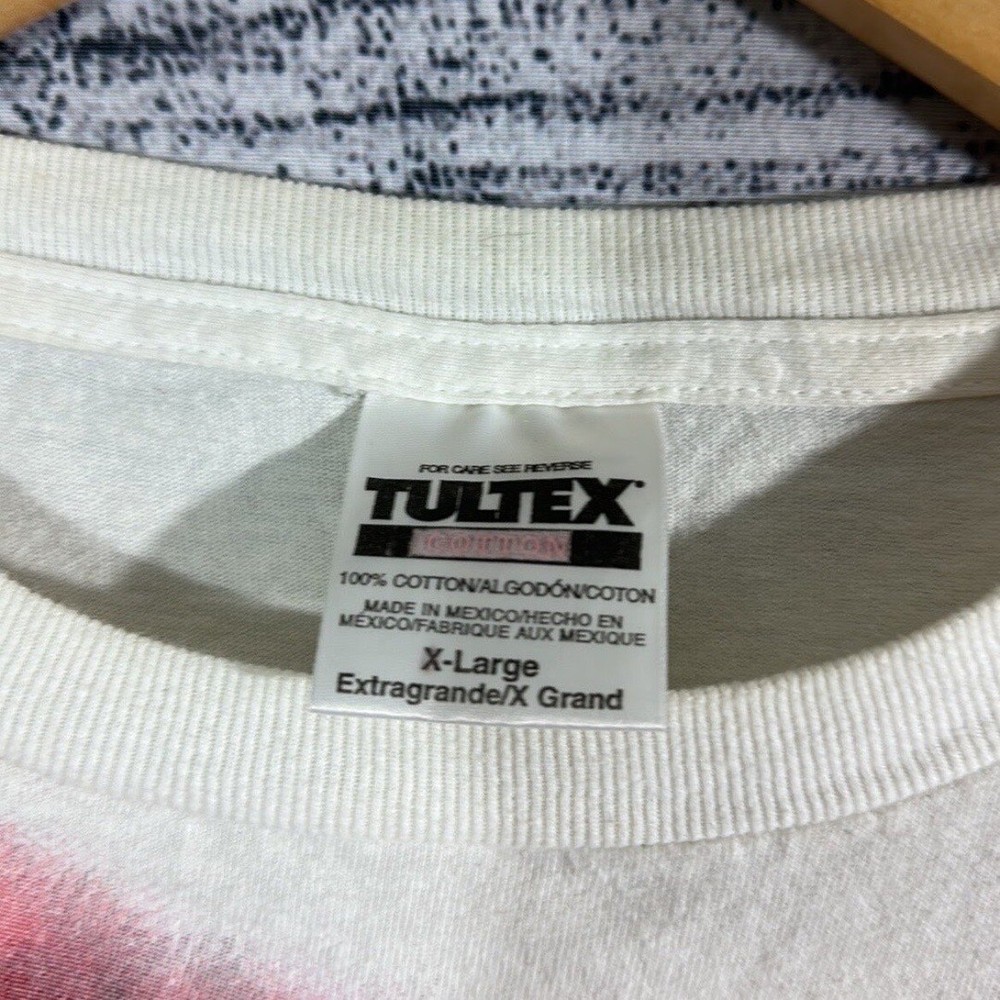 FOR CARE SEE REVERSE
TULTEX®
COTTON
100% COTTON/ALGODÓN/COTON
MADE IN MEXICO/HECHO EN
MÉXICO/FABRIQUE AUX MEXIQUE
X-Large
Extragrande/X Grand